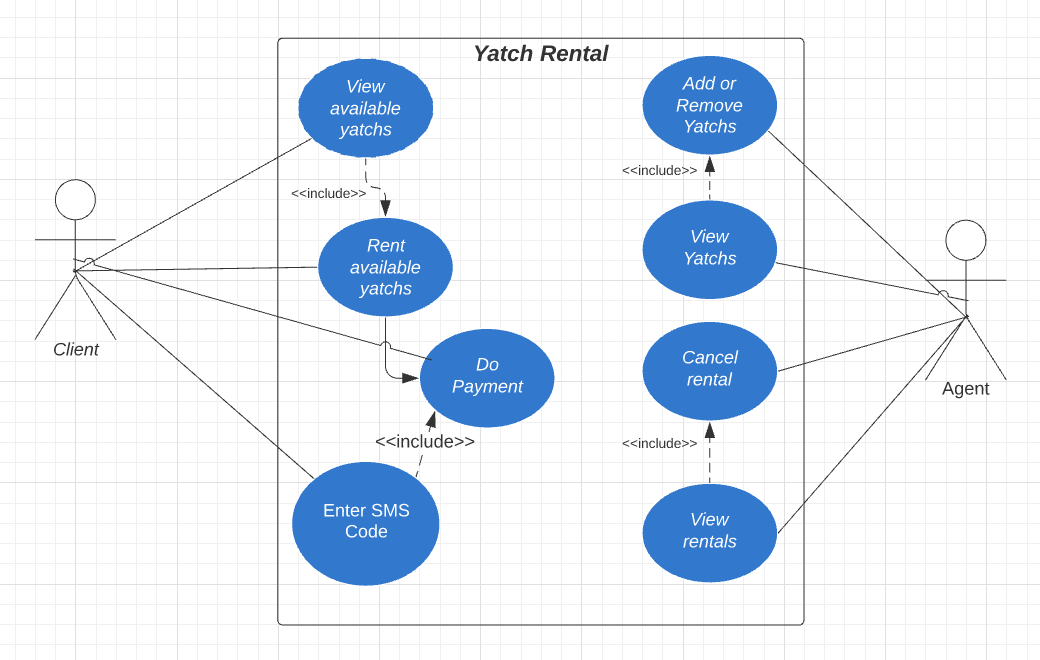 Yatch Rental
View
available
yatchs
Add or
Remove
Yatchs
<<include>>
<<include>>
Rent
available
yatchs
View
Yatchs
Client
Do
Payment
Cancel
rental
Agent
<<include>>
<<include>>
Enter SMS
Code
View
rentals